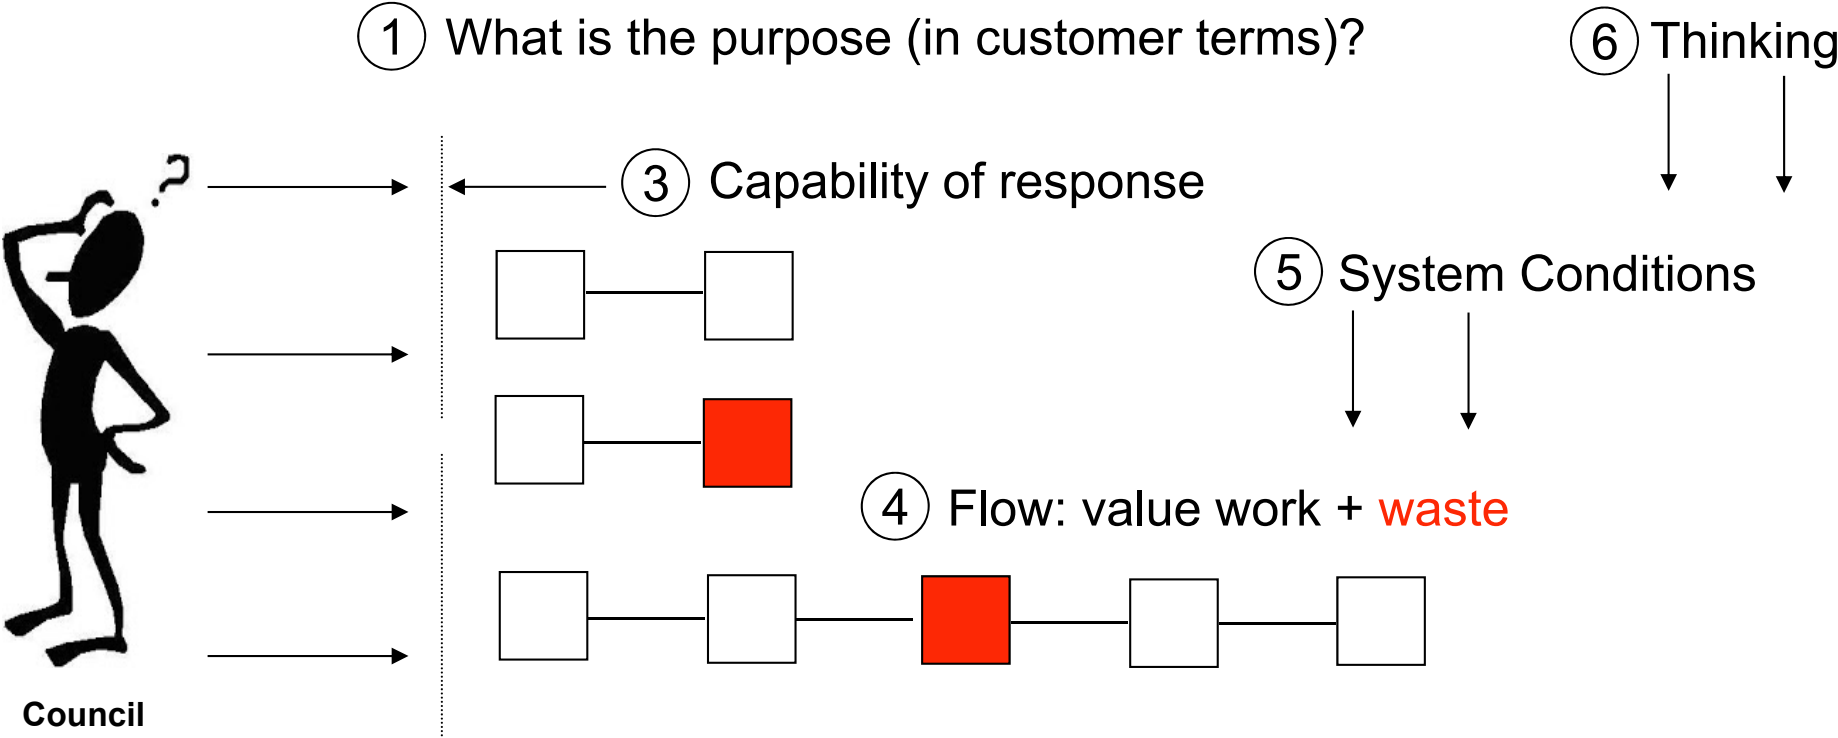 1 What is the purpose (in customer terms)?
6 Thinking
?
3 Capability of response
5 System Conditions
4 Flow: value work + waste
Council